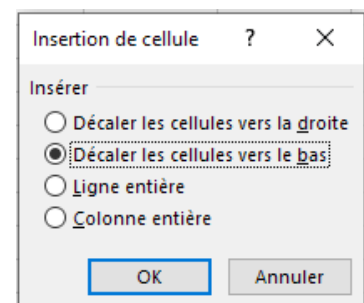 Insertion de cellule ? ×
Insérer
Décaler les cellules vers la droite
Décaler les cellules vers le bas
Ligne entière
Colonne entière
OK Annuler